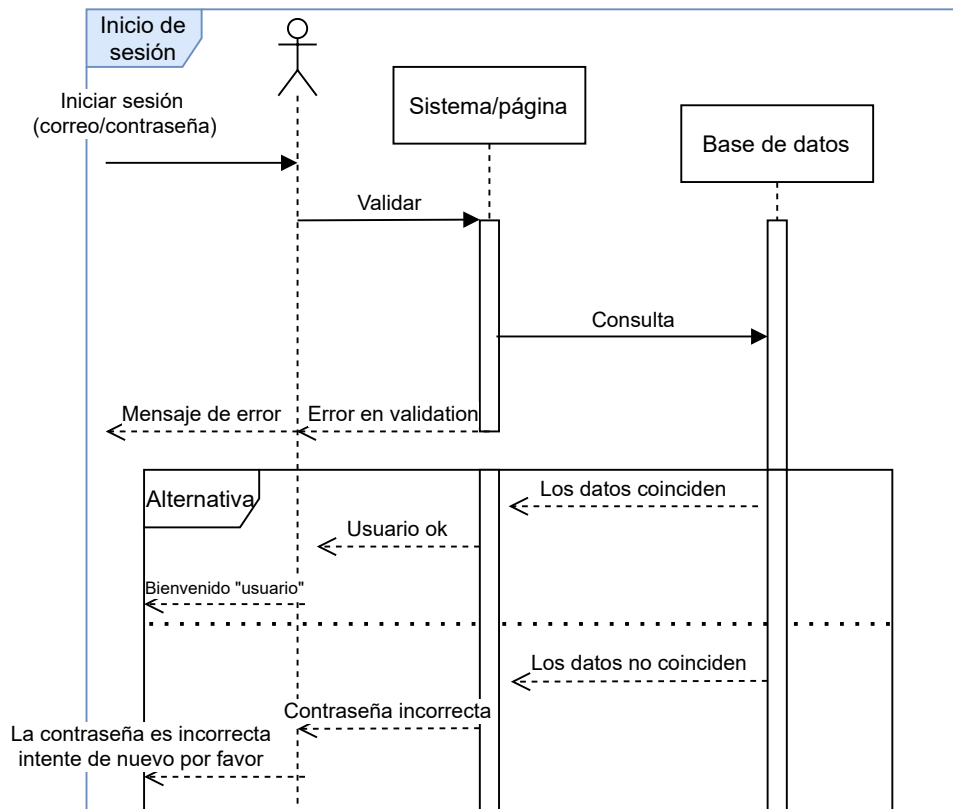 Inicio de
sesión
Iniciar sesión
(correo/contraseña)
Sistema/página
Base de datos
Validar
Consulta
Mensaje de error
Error en validation
Alternativa
Los datos coinciden
Usuario ok
Bienvenido "usuario"
Los datos no coinciden
Contraseña incorrecta
La contraseña es incorrecta
intente de nuevo por favor